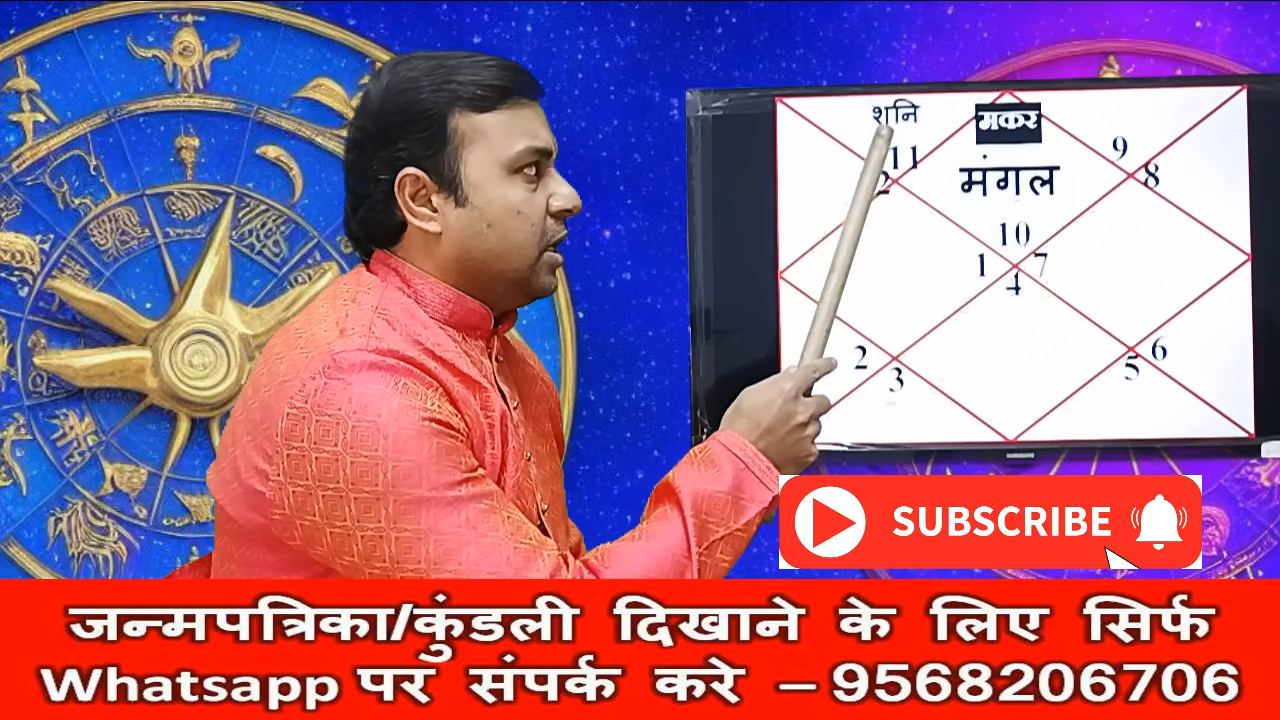 शनि
मकर
11
12
मंगल
9
8
10
1
7
4
2
3
5
6
SUBSCRIBE
जन्मपत्रिका/कुंडली दिखाने के लिए सिर्फ
Whatsapp पर संपर्क करे – 9568206706